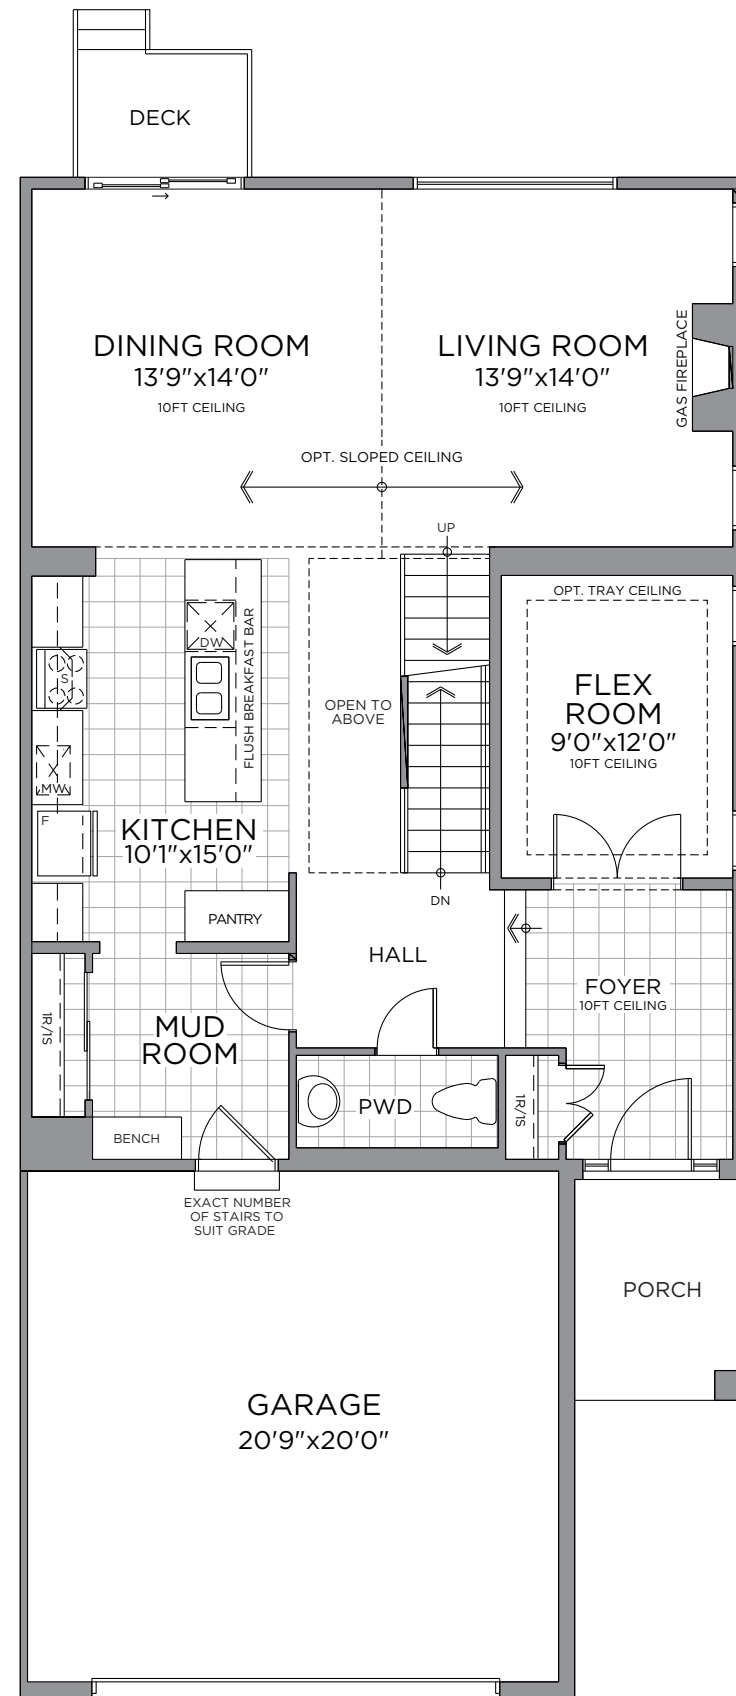 DECK
DINING ROOM
13'9"x14'0"
10FT CEILING
LIVING ROOM
13'9"x14'0"
10FT CEILING
GAS FIREPLACE
OPT. SLOPED CEILING
UP
OPT. TRAY CEILING
DW
FLUSH BREAKFAST BAR
S
OPEN TO
ABOVE
FLEX
ROOM
9'0"x12'0"
10FT CEILING
MW
F
KITCHEN
10'1"x15'0"
DN
PANTRY
HALL
FOYER
10FT CEILING
1R/1S
MUD
ROOM
PWD
1R/1S
BENCH
EXACT NUMBER
OF STAIRS TO
SUIT GRADE
PORCH
GARAGE
20'9"x20'0"